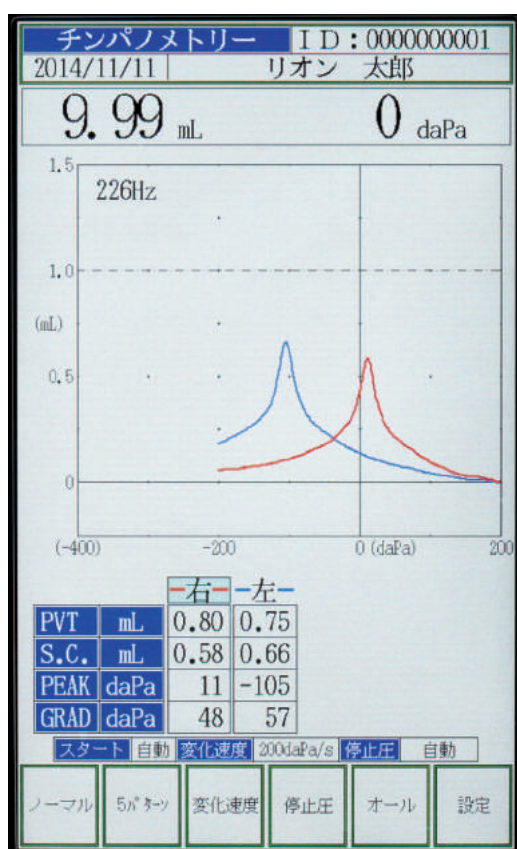 チンパノメトリー ID:0000000001
2014/11/11 リオン 太郎
9.99 mL 0 daPa
1.5
226Hz
1.0
(mL)
0.5
0
(-400) -200 0 (daPa) 200
右 左
PVT mL 0.80 0.75
S.C. mL 0.58 0.66
PEAK daPa 11 -105
GRAD daPa 48 57
スタート 自動 変化速度 200daPa/s 停止圧 自動
ノーマル 5パターン 変化速度 停止圧 オール 設定